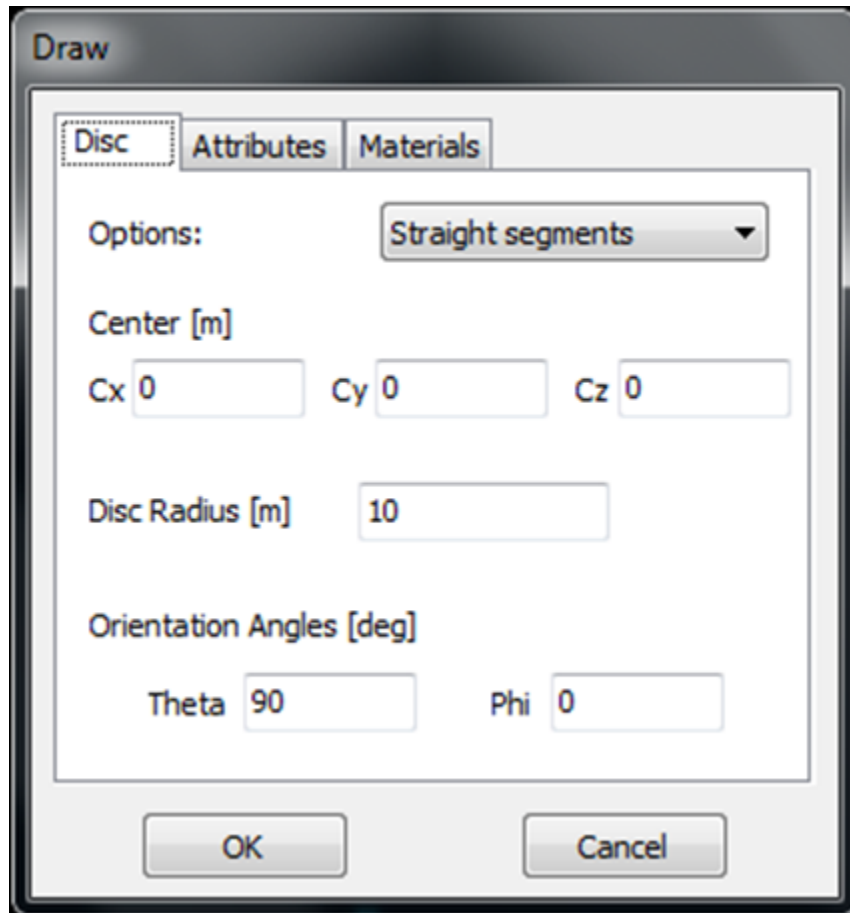 Draw
Disc Attributes Materials
Options: Straight segments
Center [m]
Cx 0 Cy 0 Cz 0
Disc Radius [m] 10
Orientation Angles [deg]
Theta 90 Phi 0
OK Cancel